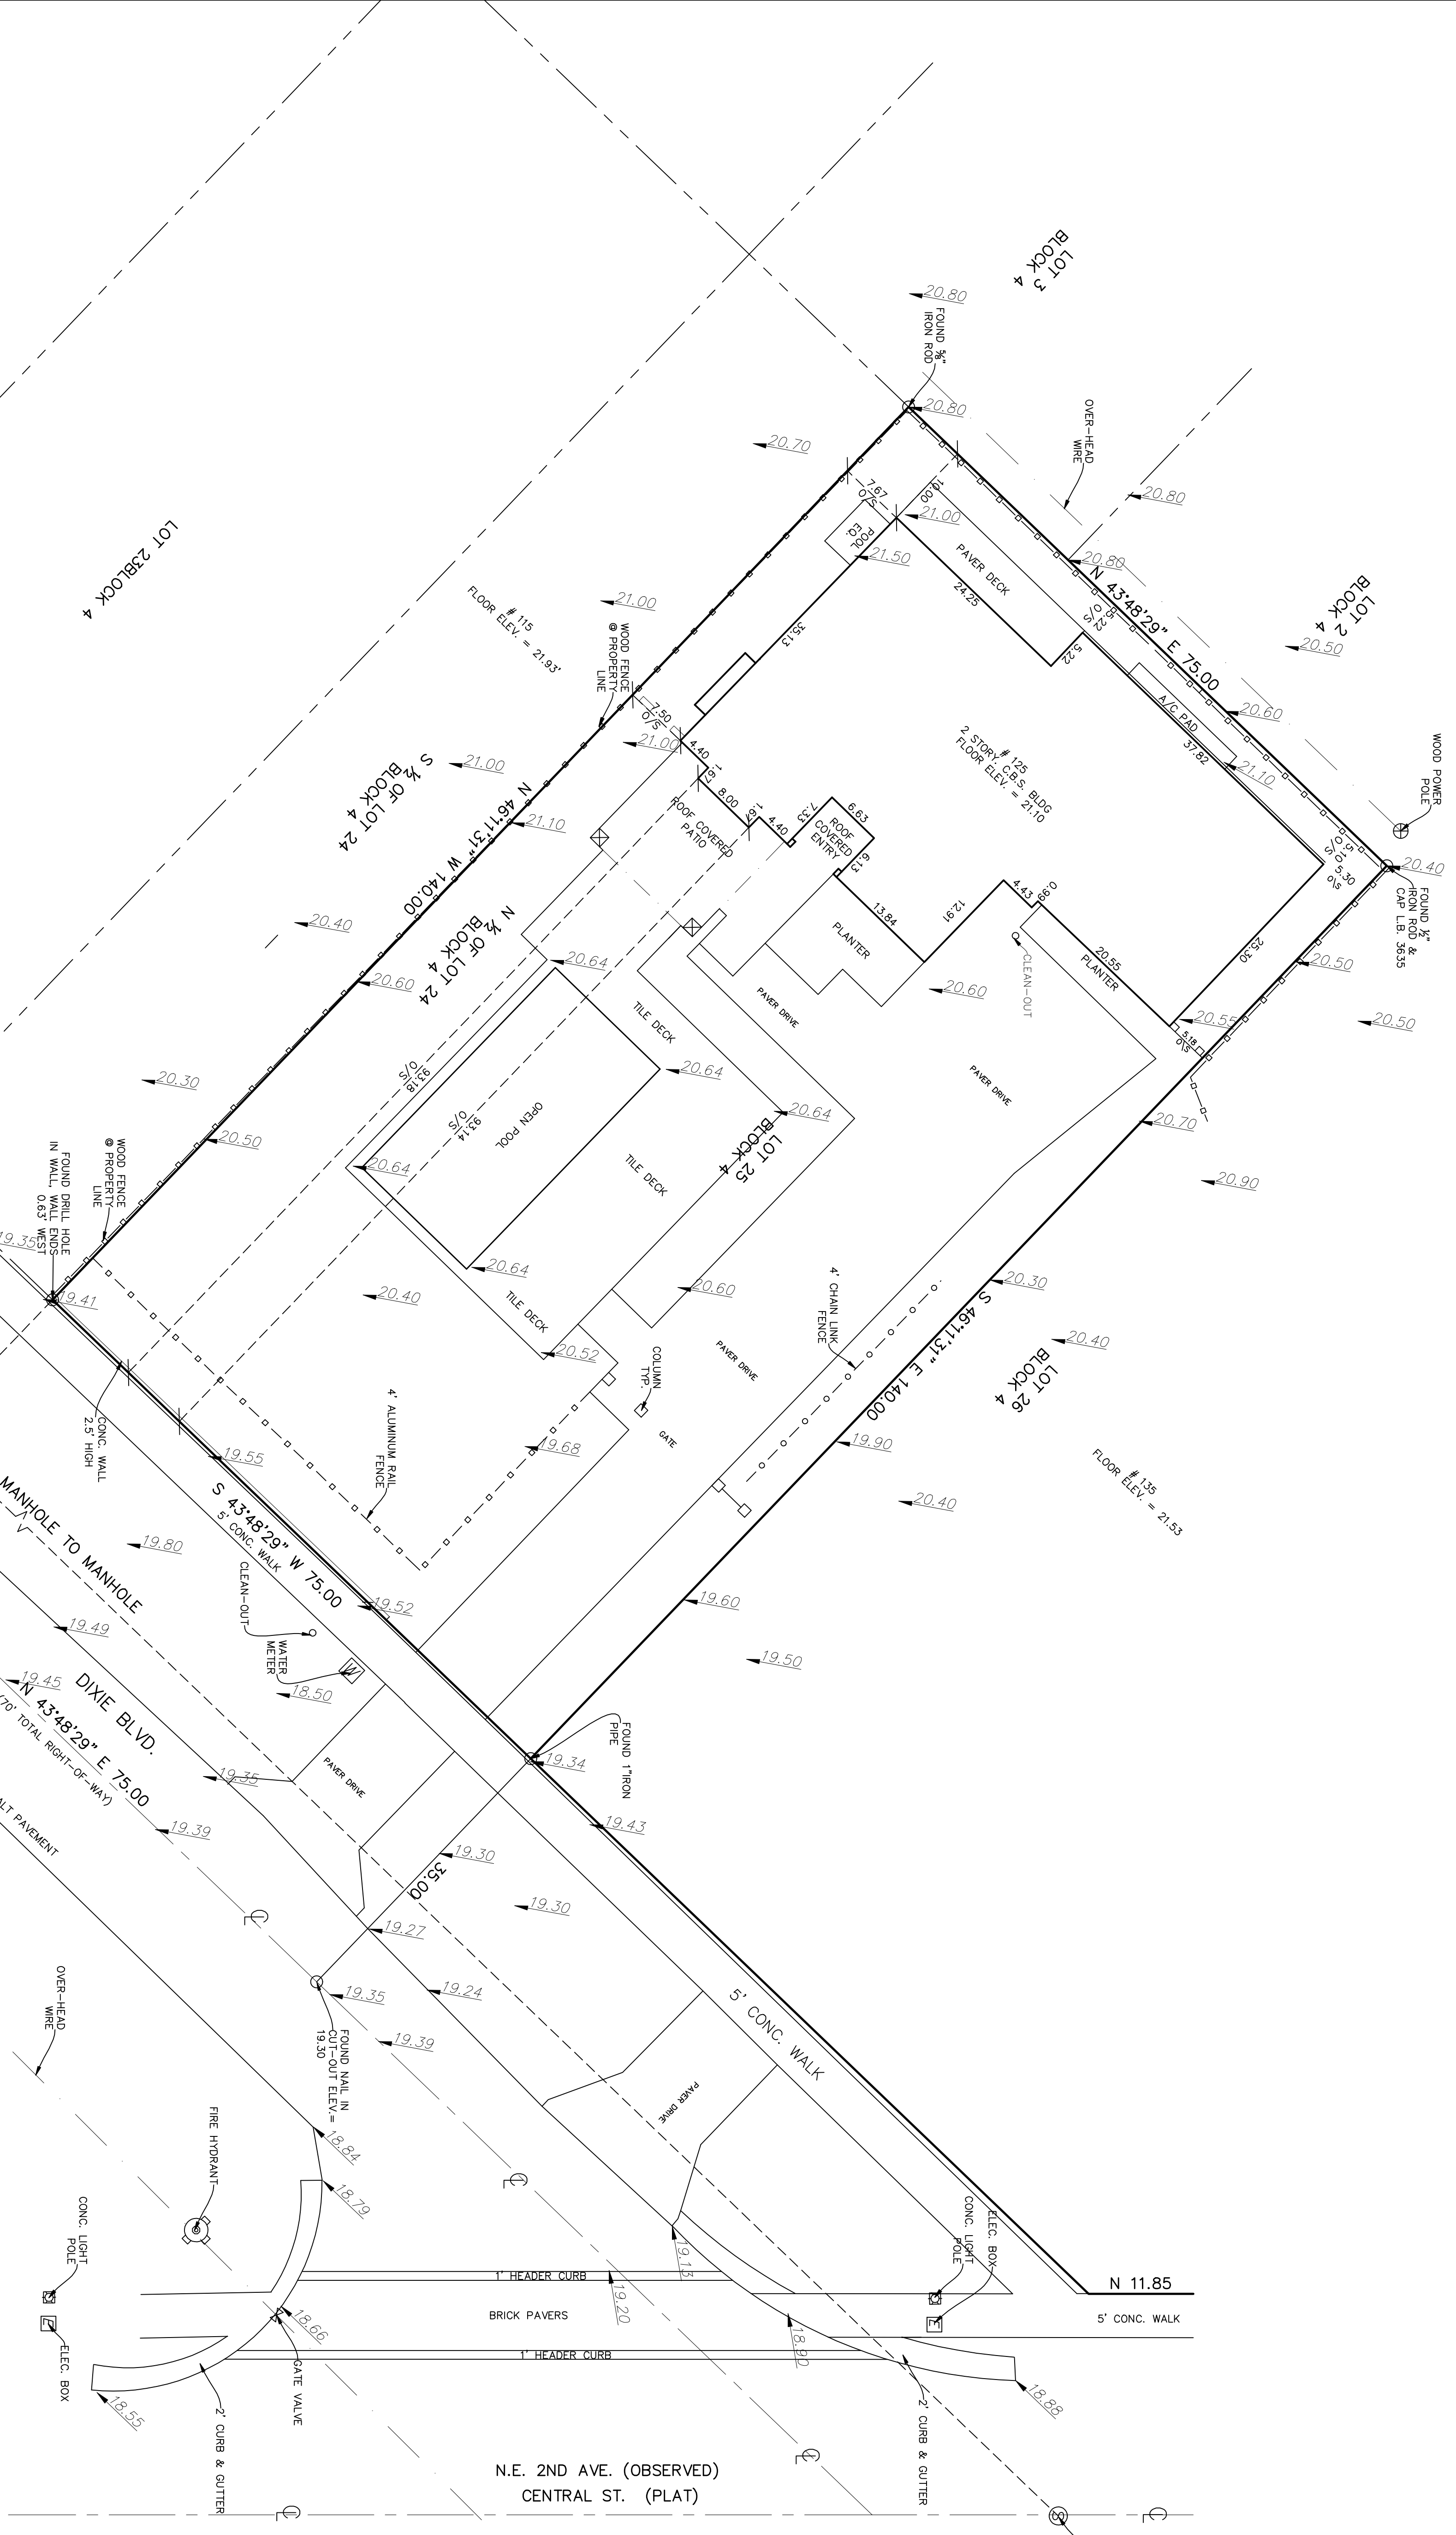 LOT 3
BLOCK 4
20.80
FOUND ⅝"
IRON ROD
20.80
OVER-HEAD
WIRE
20.80
20.70
7.67
O/S
10.00
21.00
POOL
EQ.
21.50
PAVER DECK
24.25
5.22
20.80
N 43°48'29" E 75.00
5.22
O/S
LOT 2
BLOCK 4
20.50
20.60
A/C PAD
37.82
21.10
WOOD POWER
POLE
20.40
FOUND ½"
IRON ROD &
CAP L.B. 3635
5.10
O/S
5.30
O\S
LOT 23
BLOCK 4
# 115
FLOOR ELEV. = 21.93'
21.00
WOOD FENCE
@ PROPERTY
LINE
35.13
7.50
O/S
21.00
4.40
1.67
8.00
1.67
4.40
7.33
6.63
6.13
ROOF COVERED
PATIO
ROOF
COVERED
ENTRY
# 125
2 STORY, C.B.S. BLDG
FLOOR ELEV. = 21.10
13.84
PLANTER
12.91
4.43
0.99
CLEAN-OUT
20.55
PLANTER
25.30
20.55
5.18
O\S
20.50
20.50
S ½ OF LOT 24
BLOCK 4
21.00
21.10
N 46°11'31" W 140.00
20.40
20.60
N ½ OF LOT 24
BLOCK 4
20.64
TILE DECK
PAVER DRIVE
20.60
PAVER DRIVE
20.70
20.90
20.30
20.50
93.18
O/S
93.14
O/S
OPEN POOL
20.64
20.64
20.64
TILE DECK
LOT 25
BLOCK 4
20.64
TILE DECK
20.60
20.40
20.52
20.30
S 46°11'31" E 140.00
4' CHAIN LINK
FENCE
20.40
LOT 26
BLOCK 4
# 135
FLOOR ELEV. = 21.53
WOOD FENCE
@ PROPERTY
LINE
FOUND DRILL HOLE
IN WALL, WALL ENDS
0.63' WEST
19.35
19.41
CONC. WALL
2.5' HIGH
4' ALUMINUM RAIL
FENCE
19.68
COLUMN
TYP.
PAVER DRIVE
GATE
19.90
20.40
19.55
S 43°48'29" W 75.00
5' CONC. WALK
19.52
19.60
19.50
MANHOLE TO MANHOLE
19.80
CLEAN-OUT
WATER
METER
W
18.50
19.49
19.45
DIXIE BLVD.
N 43°48'29" E 75.00
(70' TOTAL RIGHT-OF-WAY)
ALT PAVEMENT
19.35
PAVER DRIVE
19.39
FOUND 1"IRON
PIPE
19.34
19.43
19.30
35.00
19.27
19.30
19.35
19.24
19.39
FOUND NAIL IN
CUT-OUT ELEV.=
19.30
5' CONC. WALK
PAVER DRIVE
OVER-HEAD
WIRE
FIRE HYDRANT
18.84
18.79
19.13
19.20
18.90
18.88
18.66
18.55
CONC. LIGHT
POLE
ELEC. BOX
CONC. LIGHT
POLE
ELEC. BOX
E
1' HEADER CURB
BRICK PAVERS
1' HEADER CURB
GATE VALVE
2' CURB & GUTTER
2' CURB & GUTTER
N 11.85
5' CONC. WALK
N.E. 2ND AVE. (OBSERVED)
CENTRAL ST. (PLAT)
S